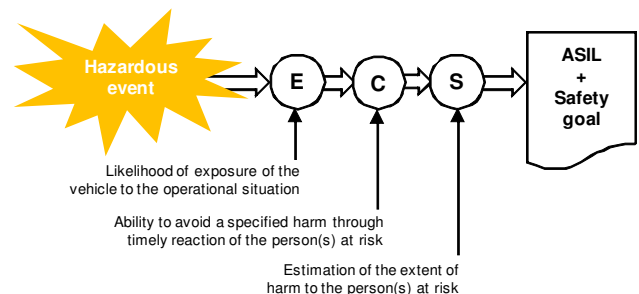 Hazardous
event
E
C
S
ASIL
+
Safety
goal
Likelihood of exposure of the
vehicle to the operational situation
Ability to avoid a specified harm through
timely reaction of the person(s) at risk
Estimation of the extent of
harm to the person(s) at risk